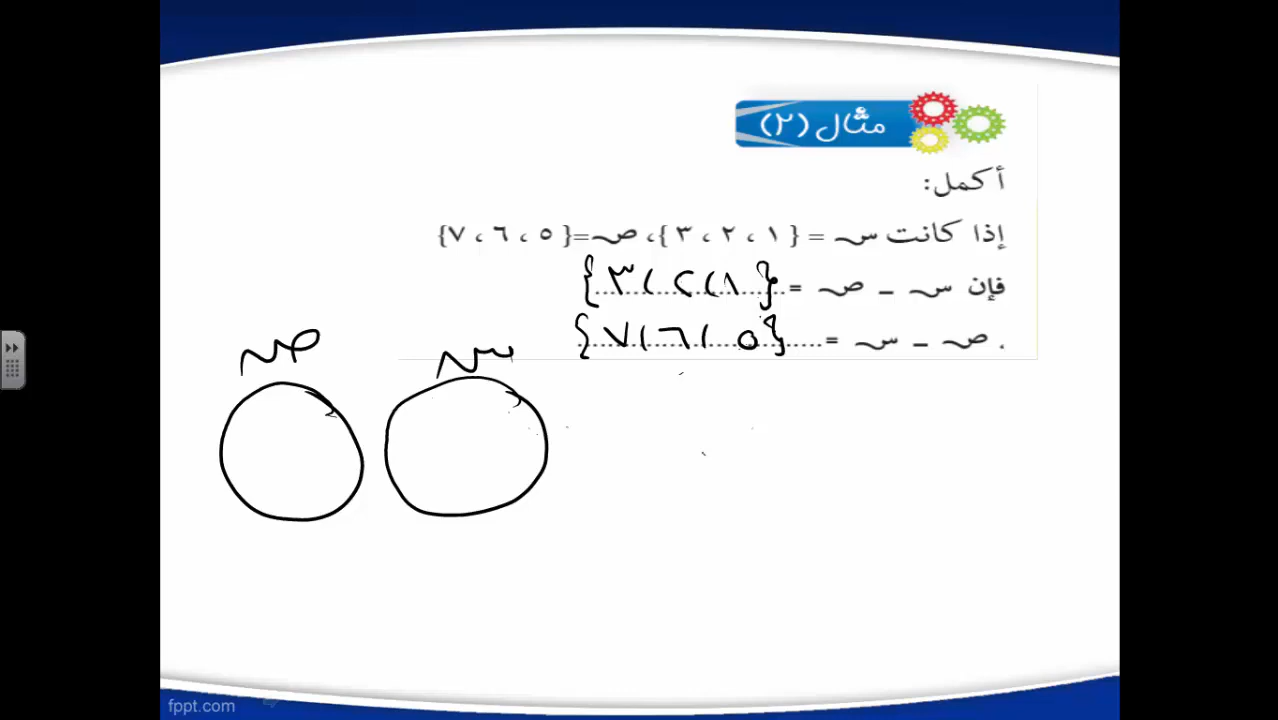 مثال (٢)
أكمل:
إذا كانت س = { ١ ، ٢ ، ٣ }، ص={ ٥ ، ٦ ، ٧}
فإن س - ص = {١، ٢، ٣}
ص - س = {٥، ٦، ٧} .
ص س
fppt.com